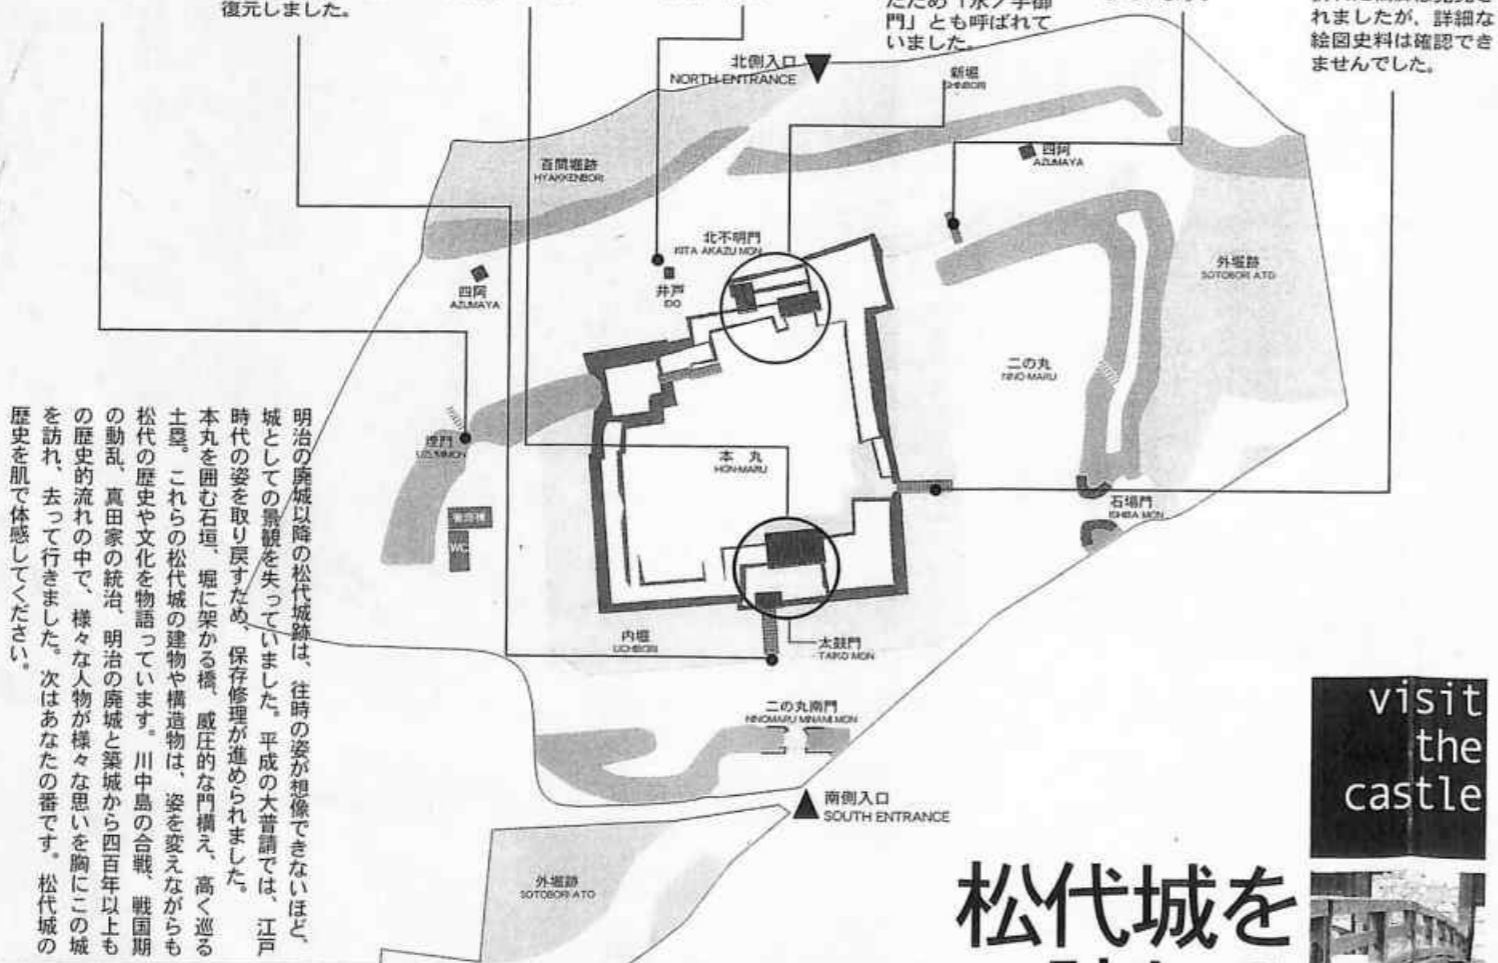 復元しました。
門」とも呼ばれて
いました。
れましたが、詳細な
絵図史料は確認でき
ませんでした。
北側入口
NORTH ENTRANCE
新堀
SHINBORI
四阿
AZUMAYA
百間堀跡
HYAKKENBORI
北不明門
KITA AKAZU MON
外堀跡
SOTOBORI ATO
四阿
AZUMAYA
井戸
IDO
二の丸
NINO-MARU
埋門
UZUMIMON
本丸
HON-MARU
石場門
ISHIBA MON
WC
内堀
UCHIBORI
太鼓門
TAIKO MON
二の丸南門
NINOMARU MINAMI MON
南側入口
SOUTH ENTRANCE
外堀跡
SOTOBORI ATO
明治の廃城以降の松代城跡は、往時の姿が想像できないほど、
城としての景観を失っていました。平成の大普請では、江戸
時代の姿を取り戻すため、保存修理が進められました。
本丸を囲む石垣、堀に架かる橋、威圧的な門構え、高く巡る
土塁。これらの松代城の建物や構造物は、姿を変えながらも
松代の歴史や文化を物語っています。川中島の合戦、戦国期
の動乱、真田家の統治、明治の廃城と築城から四百年以上も
の歴史的流れの中で、様々な人物が様々な思いを胸にこの城
を訪れ、去って行きました。次はあなたの番です。松代城の
歴史を肌で体感してください。
visit
the
castle
松代城を